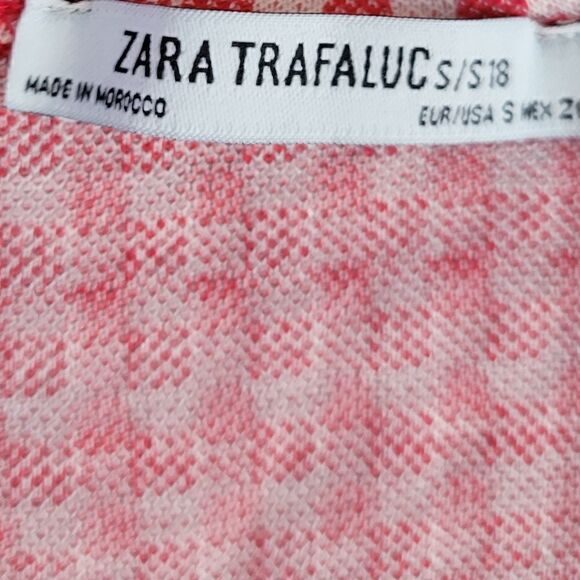 ZARA TRAFALUC S/S18
MADE IN MOROCCO
EUR/USA S MEX